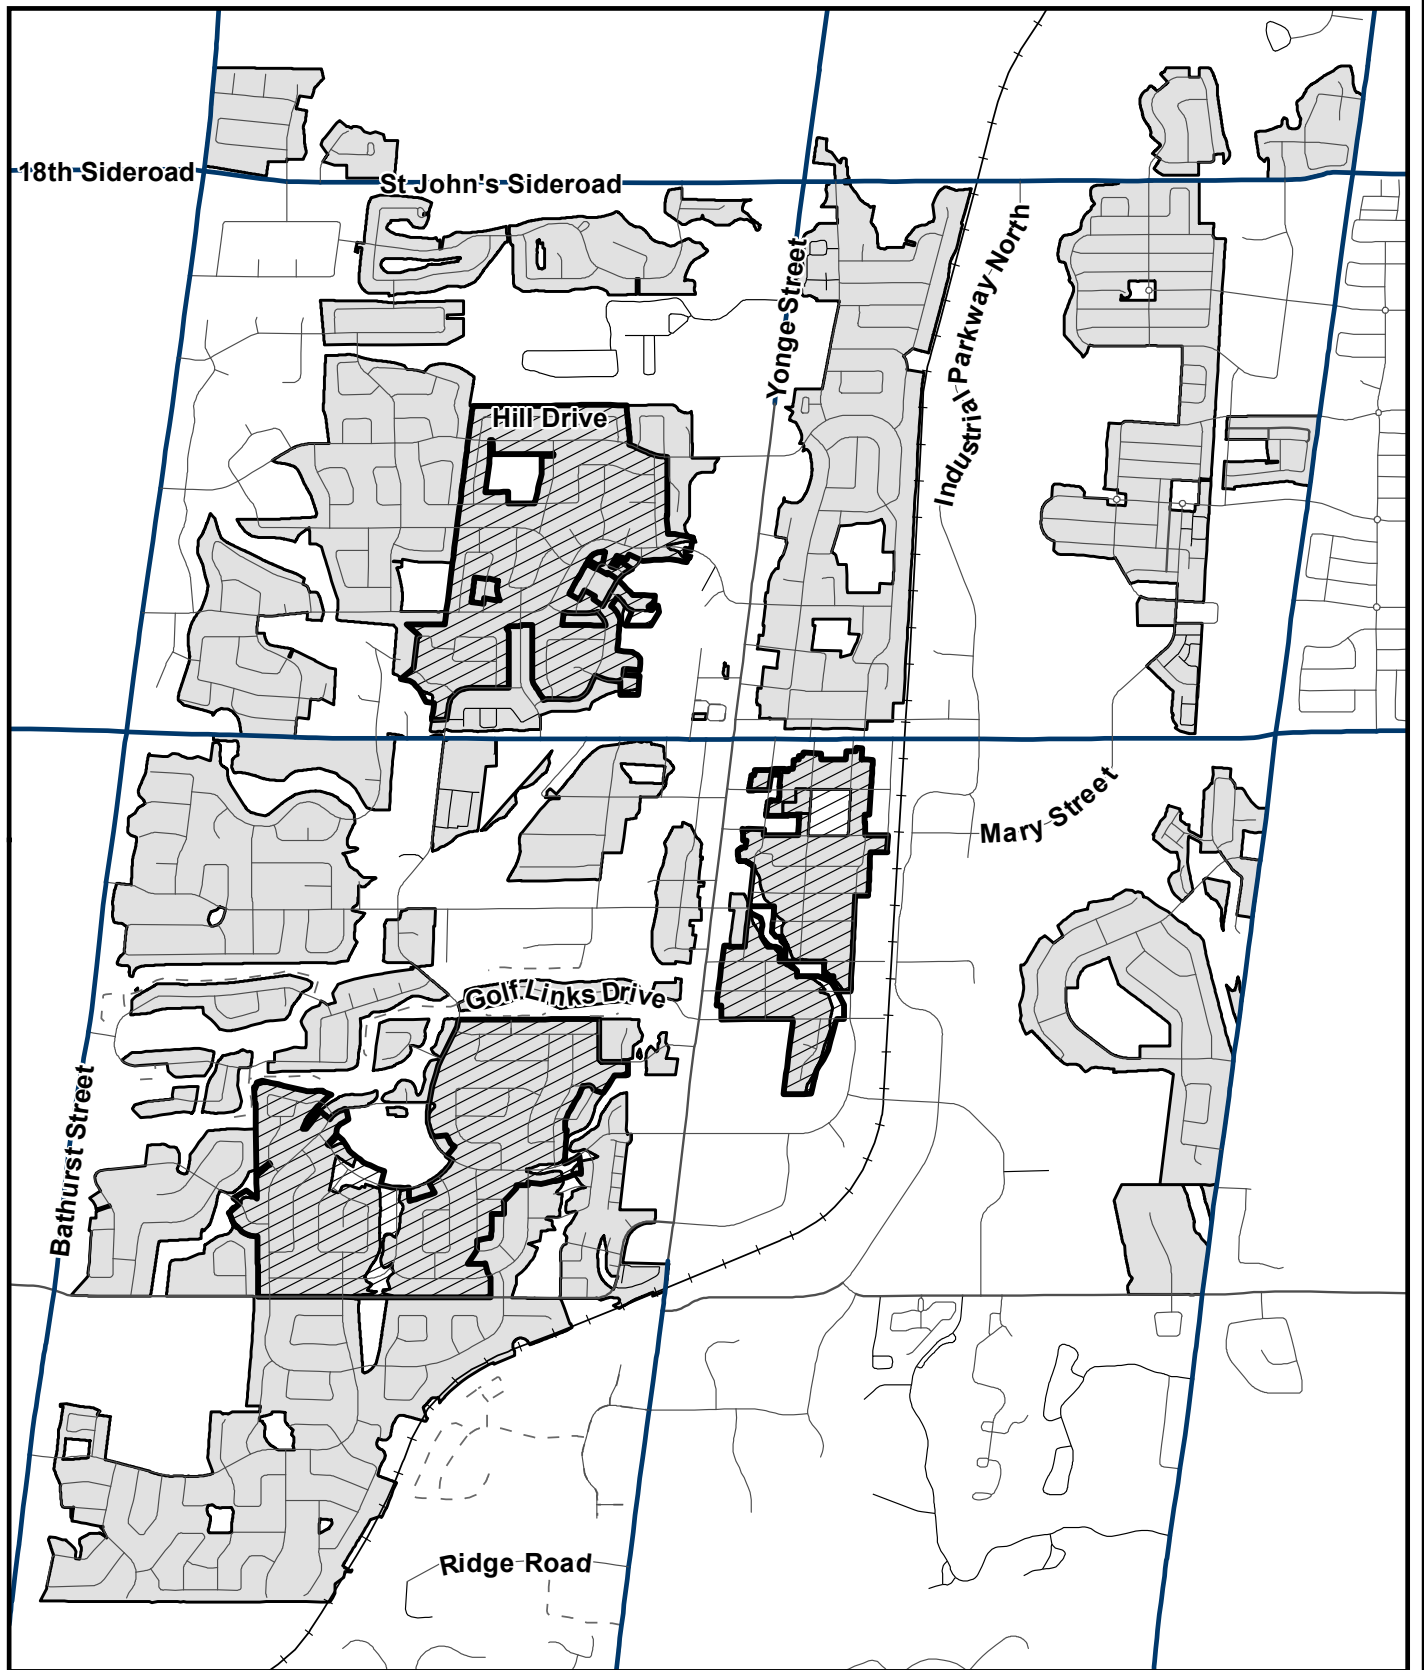 18th Sideroad
St John's Sideroad
Yonge Street
Industrial Parkway North
Hill Drive
Mary Street
Golf Links Drive
Bathurst Street
Ridge Road